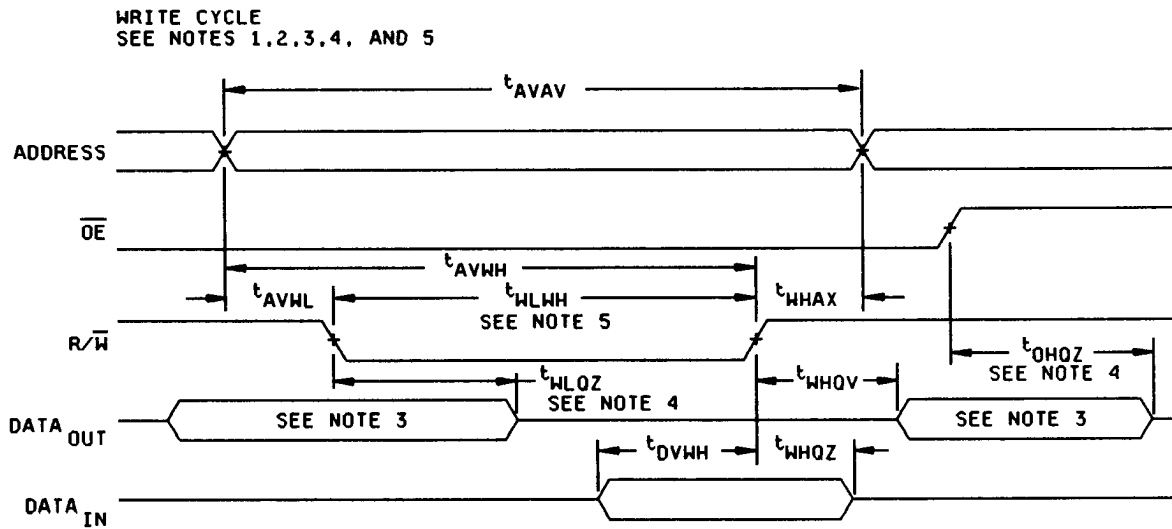 WRITE CYCLE
SEE NOTES 1,2,3,4, AND 5
tAVAV
ADDRESS
OE
tAVWH
tAVWL
tWLWH
tWHAX
SEE NOTE 5
R/W
tWLQZ
SEE NOTE 4
tWHQV
tOHQZ
SEE NOTE 4
DATA OUT
SEE NOTE 3
SEE NOTE 3
tDVWH
tWHQZ
DATA IN